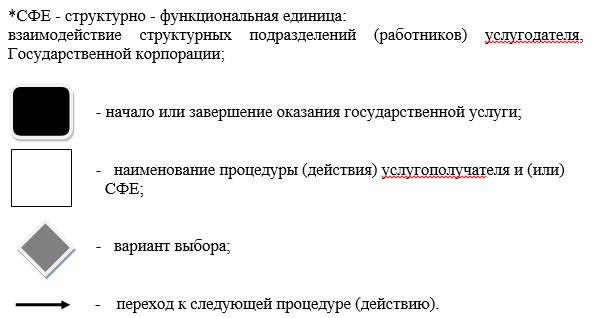 *СФЕ - структурно - функциональная единица:
взаимодействие структурных подразделений (работников) услугодателя,
Государственной корпорации;
- начало или завершение оказания государственной услуги;
- наименование процедуры (действия) услугополучателя и (или)
СФЕ;
- вариант выбора;
- переход к следующей процедуре (действию).